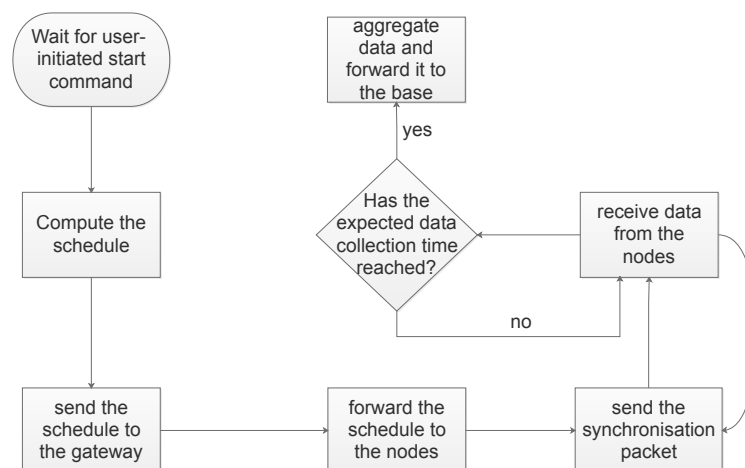 Wait for user-
initiated start
command
aggregate
data and
forward it to
the base
yes
Compute the
schedule
Has the
expected data
collection time
reached?
receive data
from the
nodes
no
send the
schedule to
the gateway
forward the
schedule to
the nodes
send the
synchronisation
packet